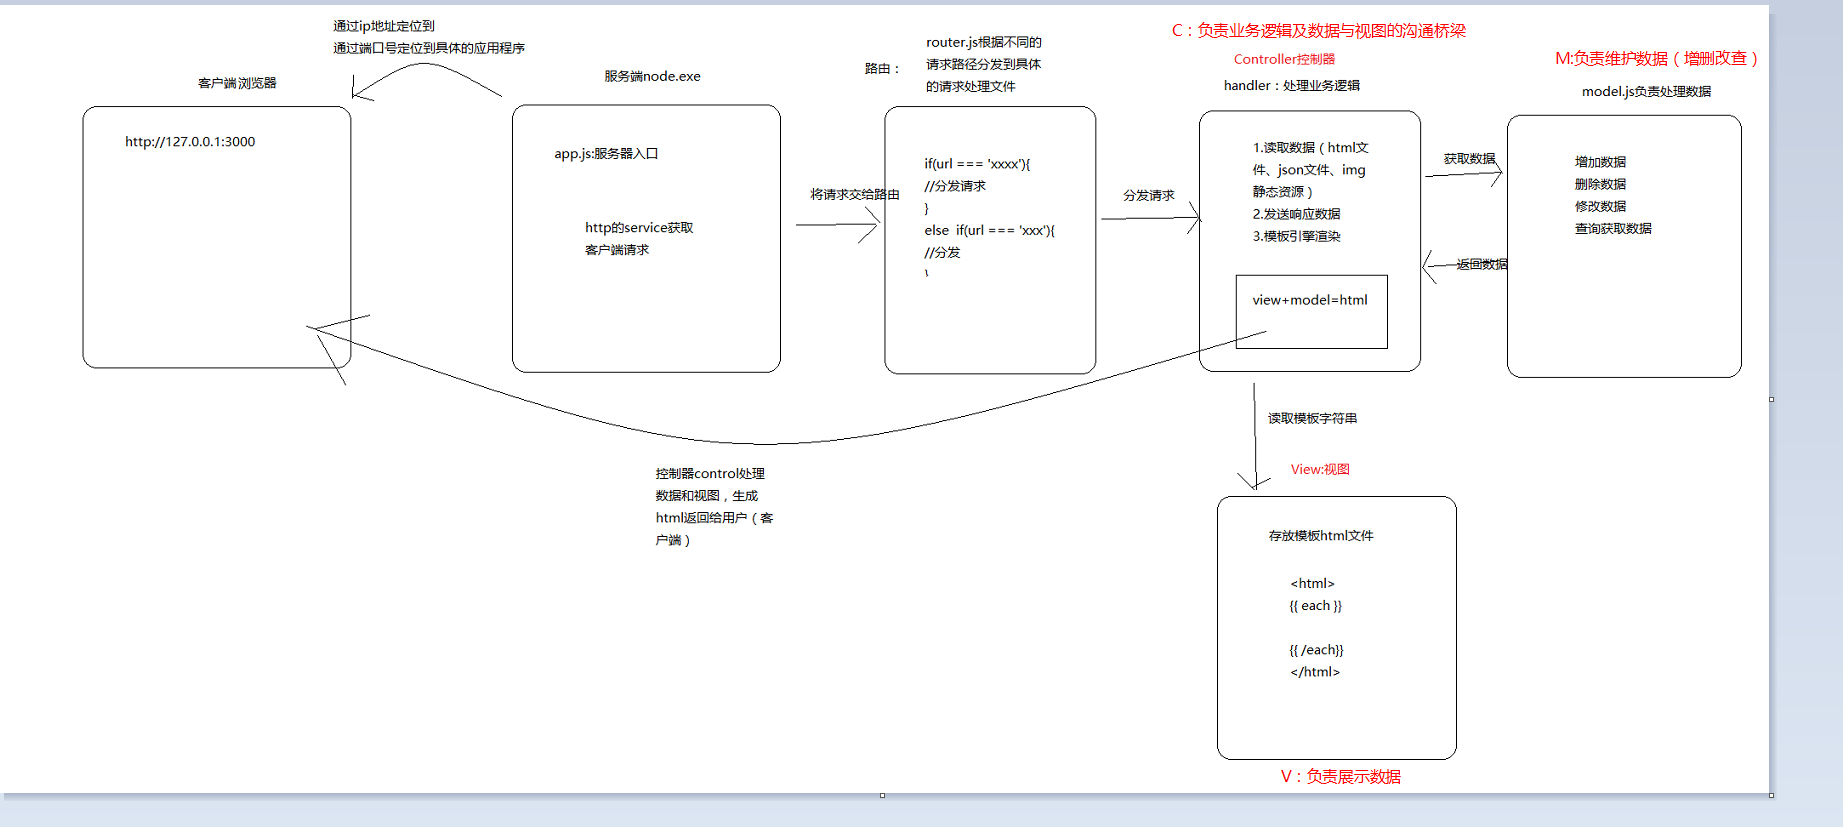 通过ip地址定位到
通过端口号定位到具体的应用程序
客户端浏览器
http://127.0.0.1:3000
服务端node.exe
app.js:服务器入口
http的service获取
客户端请求
将请求交给路由
路由：
router.js根据不同的
请求路径分发到具体
的请求处理文件
if(url === 'xxxx'){
//分发请求
}
else  if(url === 'xxx'){
//分发
}
分发请求
C：负责业务逻辑及数据与视图的沟通桥梁
Controller控制器
handler：处理业务逻辑
1.读取数据（html文
件、json文件、img
静态资源）
2.发送响应数据
3.模板引擎渲染
view+model=html
获取数据
返回数据
M:负责维护数据（增删改查）
model.js负责处理数据
增加数据
删除数据
修改数据
查询获取数据
控制器control处理
数据和视图，生成
html返回给用户（客
户端）
读取模板字符串
View:视图
存放模板html文件
<html>
{{ each }}
{{ /each}}
</html>
V：负责展示数据